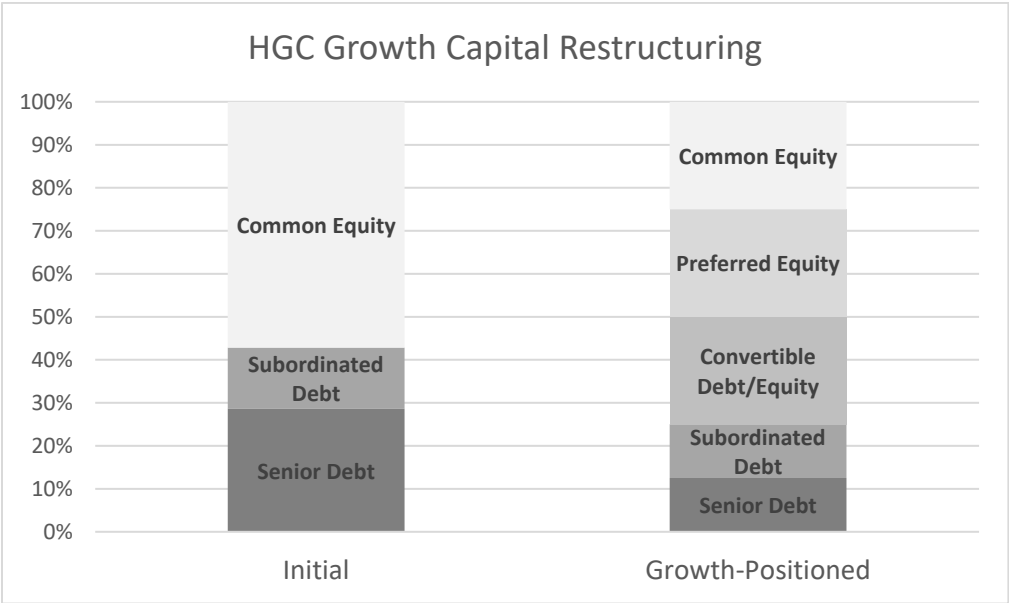 HGC Growth Capital Restructuring
100%
90%
80%
70%
60%
50%
40%
30%
20%
10%
0%
Common Equity
Subordinated
Debt
Senior Debt
Common Equity
Preferred Equity
Convertible
Debt/Equity
Subordinated
Debt
Senior Debt
Initial
Growth-Positioned